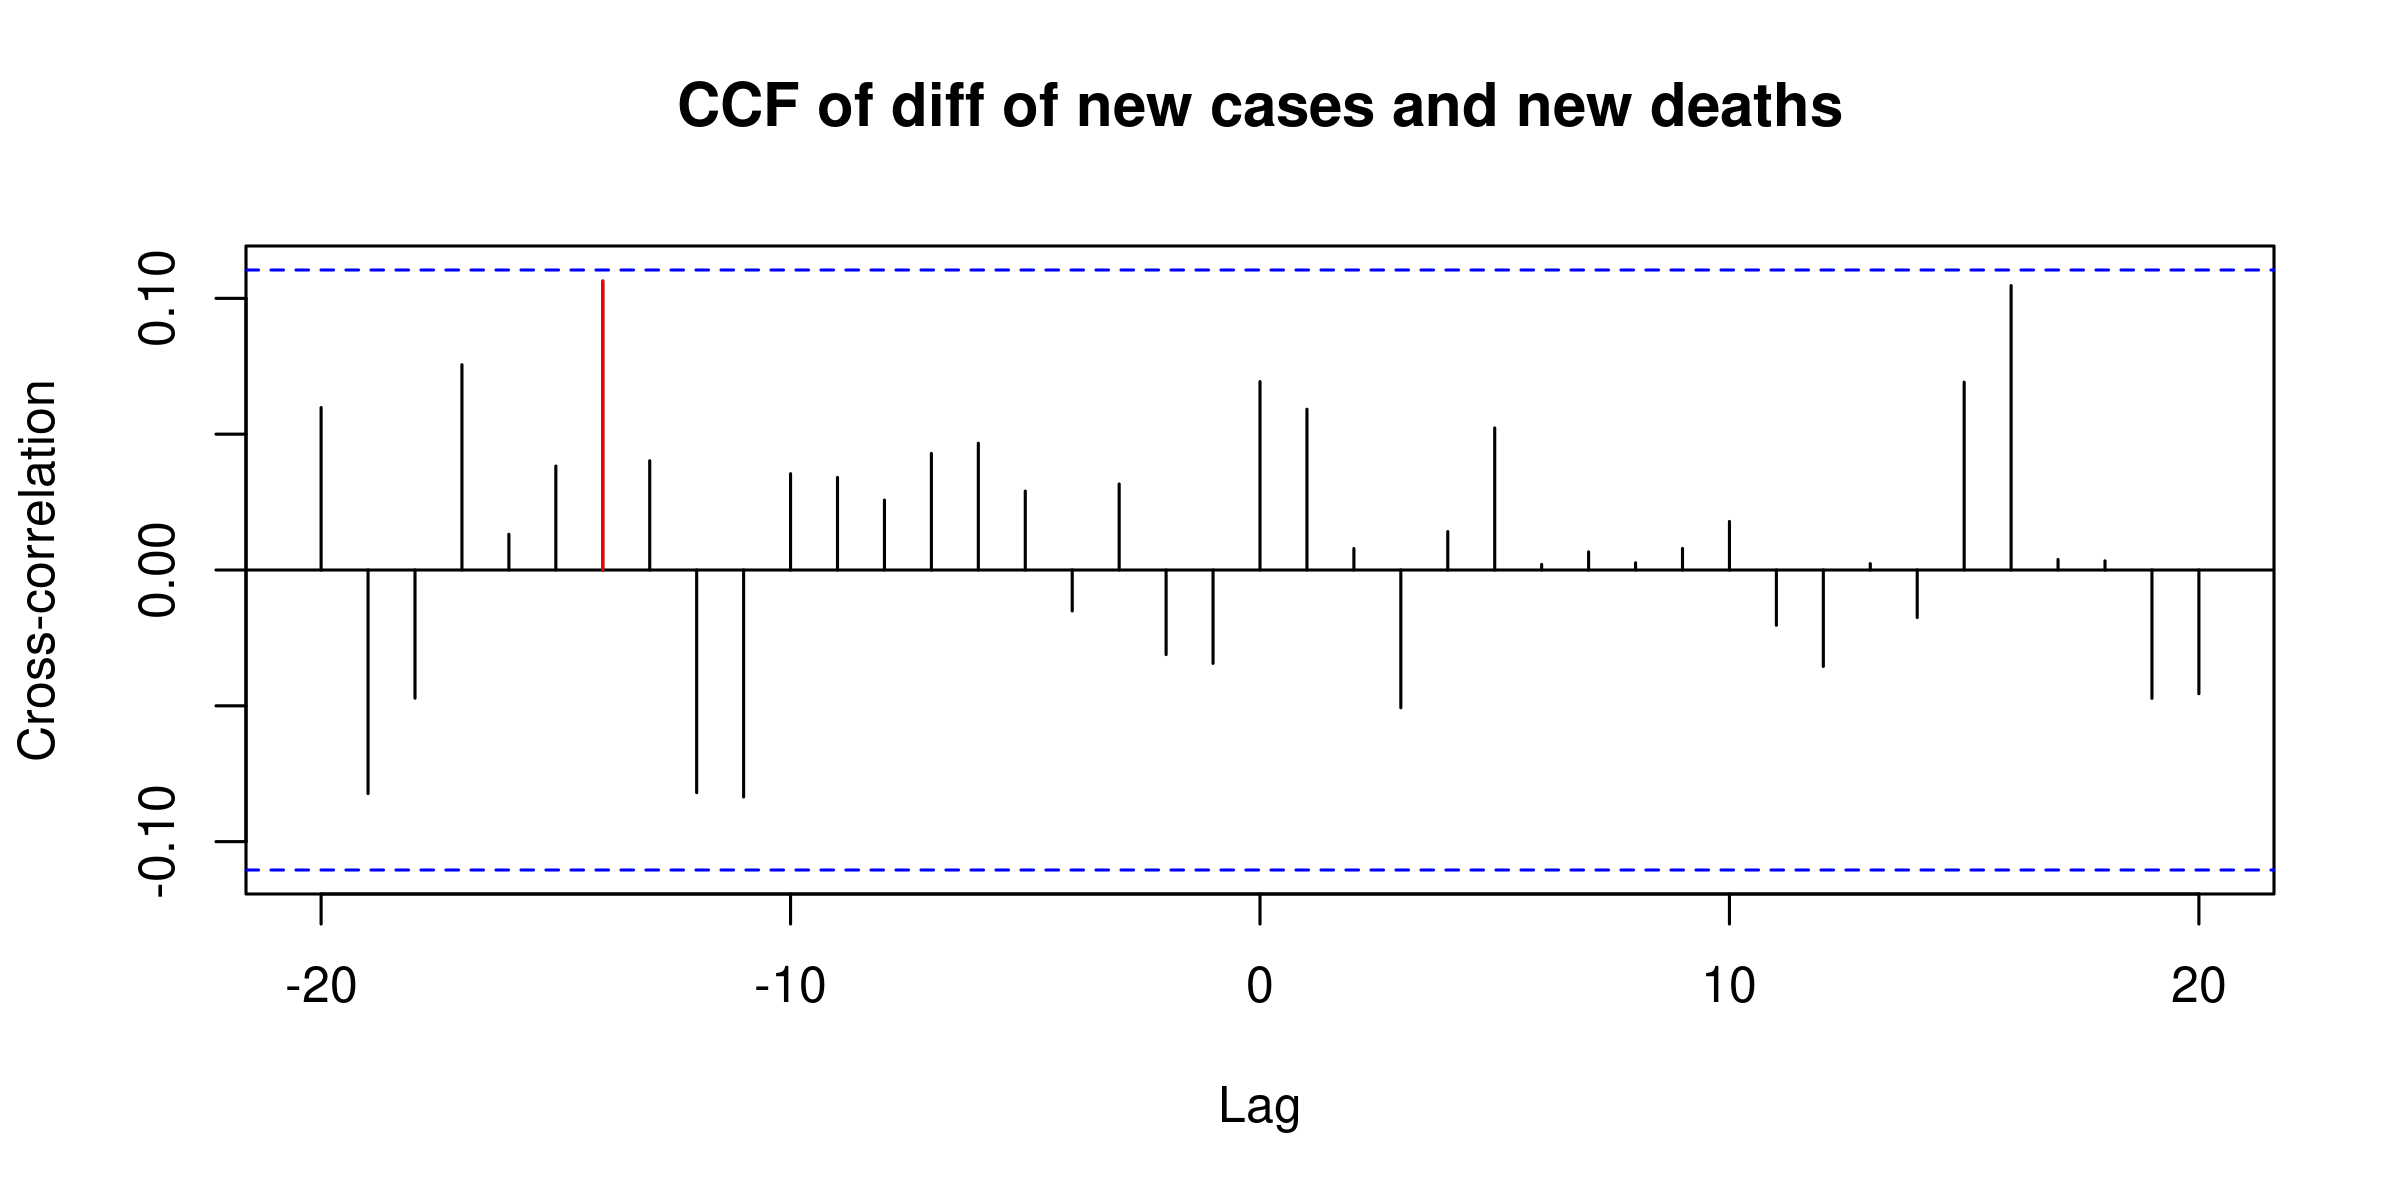 CCF of diff of new cases and new deaths
Cross-correlation
0.10
0.00
-0.10
-20 -10 0 10 20
Lag